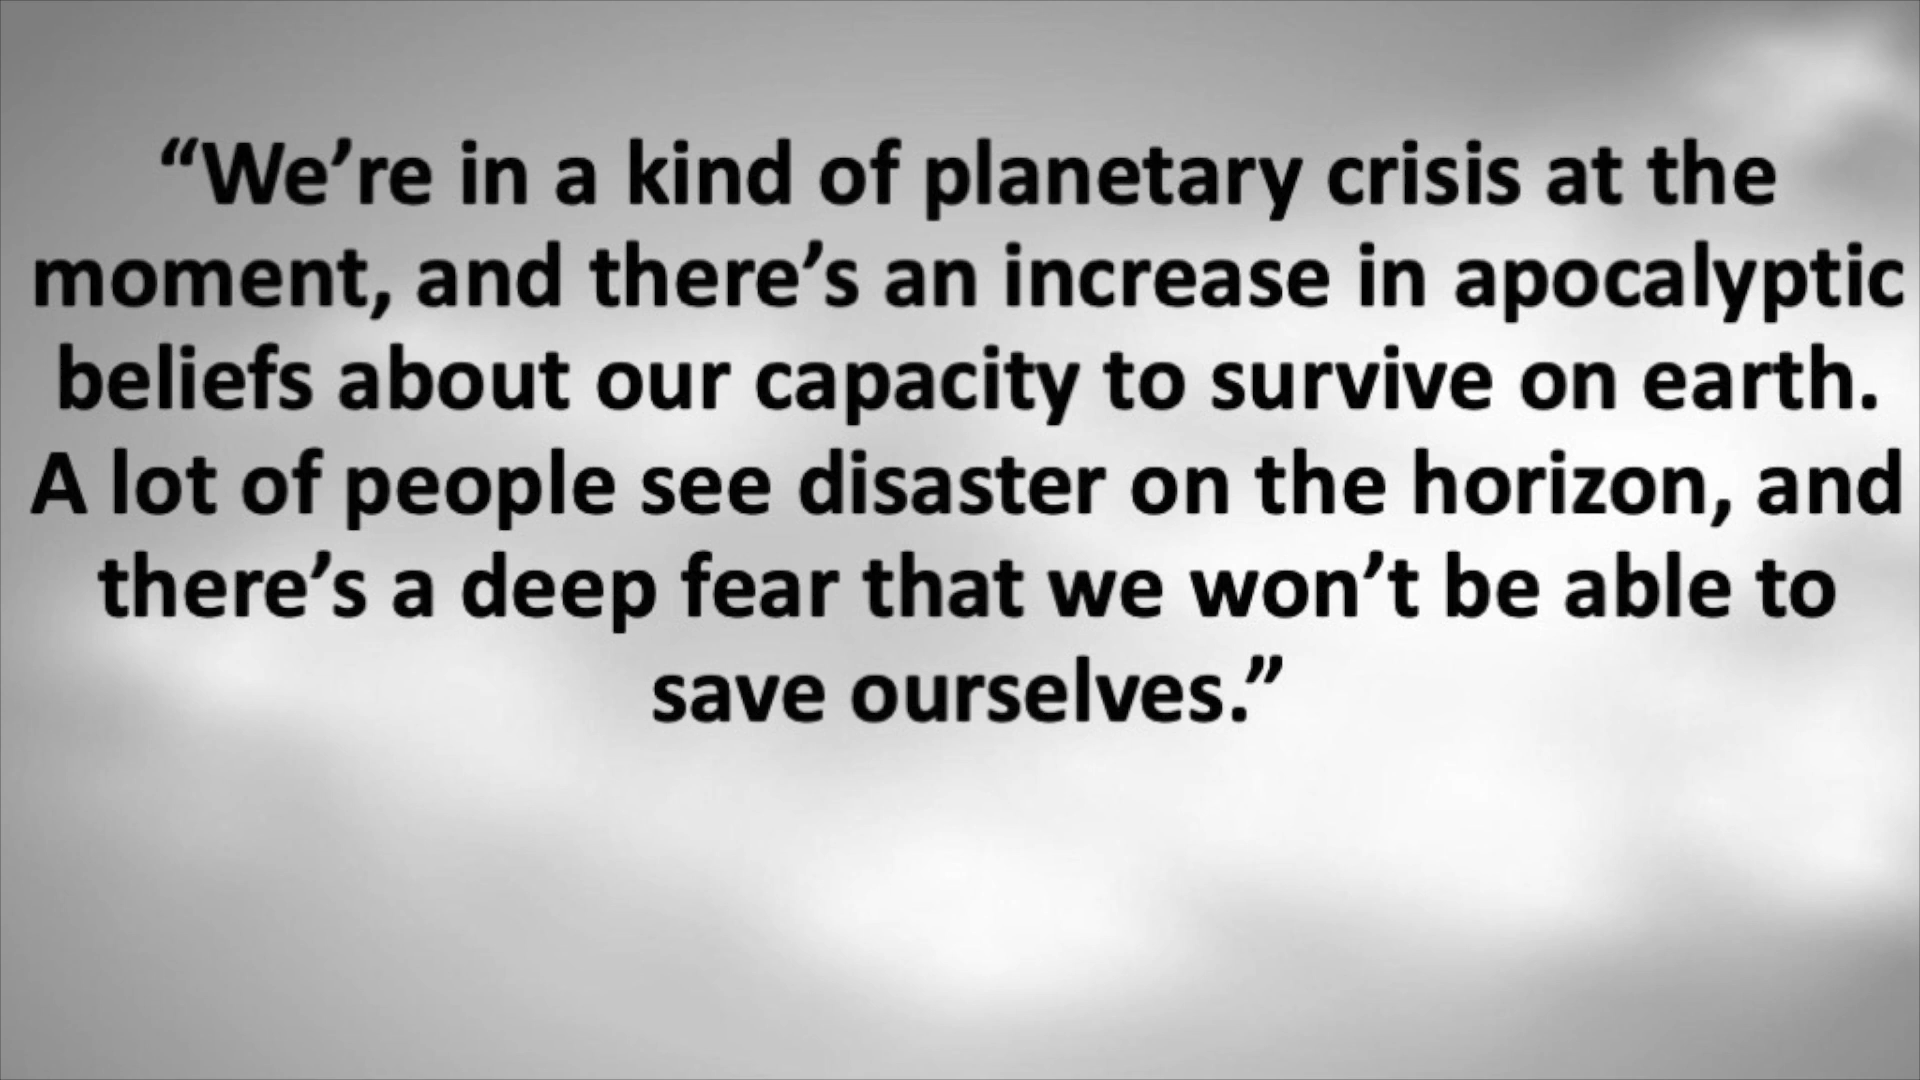 “We’re in a kind of planetary crisis at the
moment, and there’s an increase in apocalyptic
beliefs about our capacity to survive on earth.
A lot of people see disaster on the horizon, and
there’s a deep fear that we won’t be able to
save ourselves.”